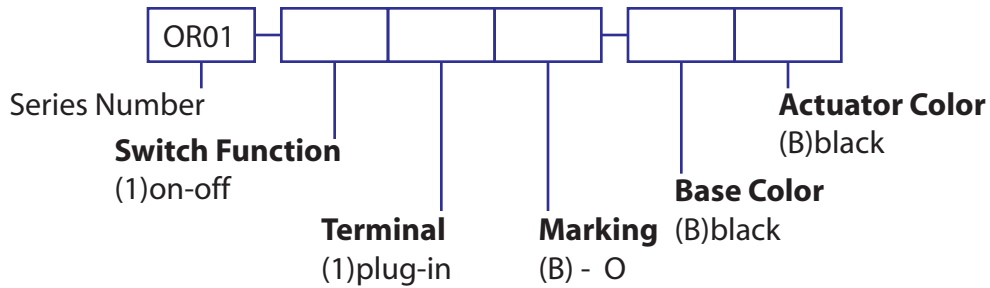 OR01
Series Number
Switch Function
(1)on-off
Terminal
(1)plug-in
Marking
(B) - O
Base Color
(B)black
Actuator Color
(B)black